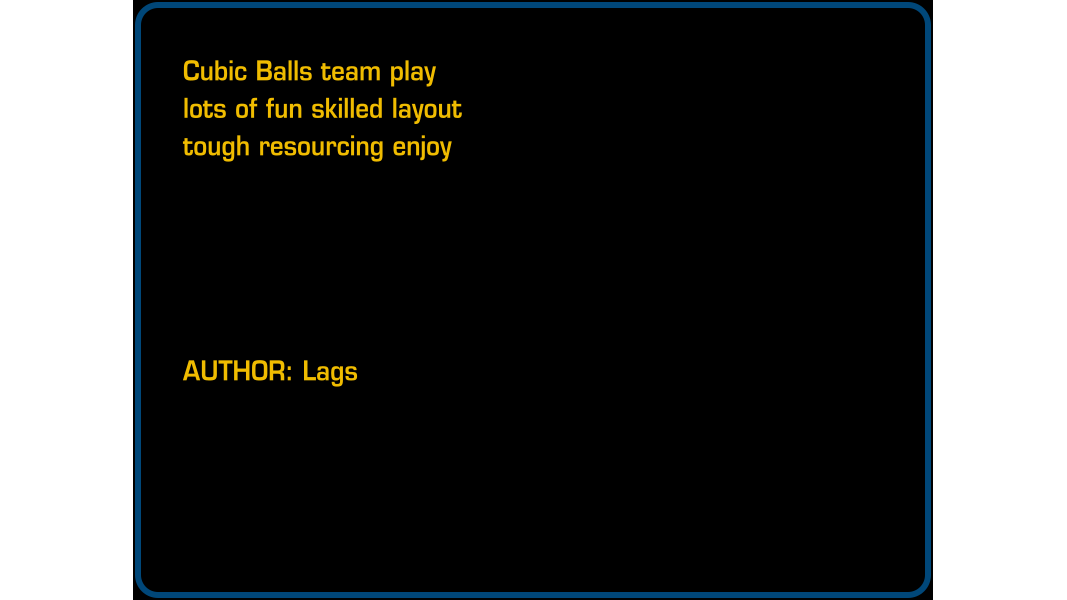 Cubic Balls team play
lots of fun skilled layout
tough resourcing enjoy
AUTHOR: Lags